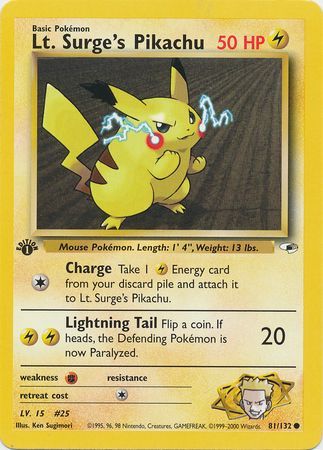 Basic Pokémon
Lt. Surge's Pikachu 50 HP
EDITION
1
Mouse Pokémon. Length: 1' 4", Weight: 13 lbs.
Charge Take 1 Energy card
from your discard pile and attach it
to Lt. Surge's Pikachu.
Lightning Tail Flip a coin. If
heads, the Defending Pokémon is
now Paralyzed.
20
weakness resistance
retreat cost
LV. 15 #25
Illus. Ken Sugimori ©1995, 96, 98 Nintendo, Creatures, GAMEFREAK. ©1999-2000 Wizards. 81/132